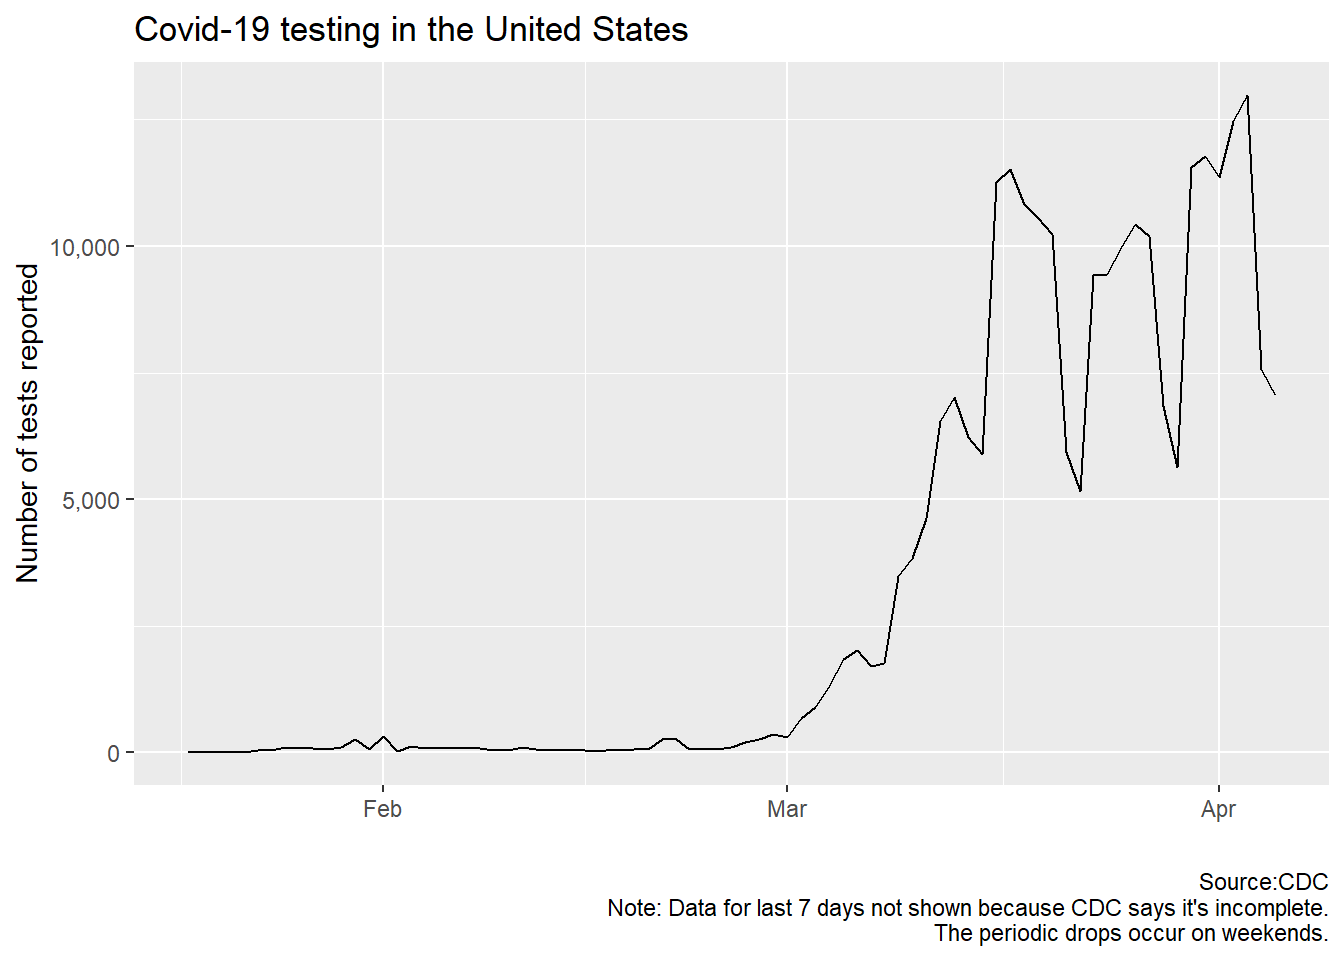 Covid-19 testing in the United States
Number of tests reported
10,000
5,000
0
Feb
Mar
Apr
Source:CDC
Note: Data for last 7 days not shown because CDC says it's incomplete.
The periodic drops occur on weekends.